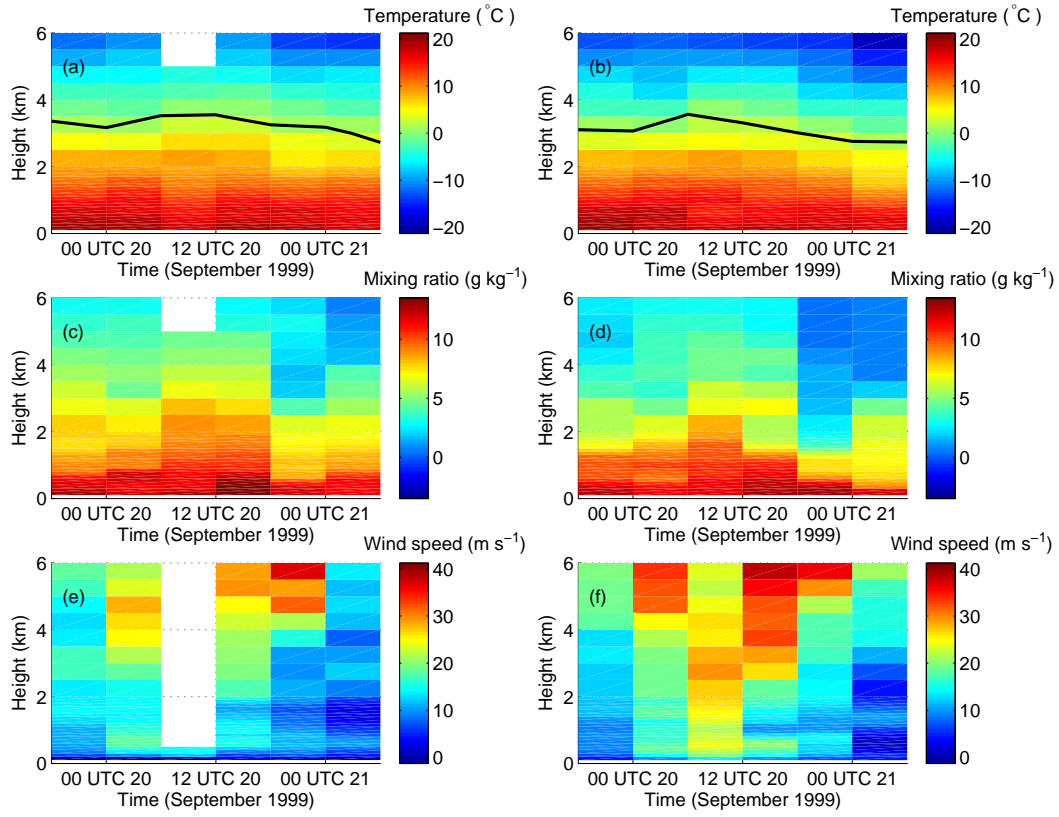 Temperature (°C)
(a)
Height (km)
6
4
2
0
20
10
0
−10
−20
00 UTC 20
12 UTC 20
00 UTC 21
Time (September 1999)
Temperature (°C)
(b)
Height (km)
6
4
2
0
20
10
0
−10
−20
00 UTC 20
12 UTC 20
00 UTC 21
Time (September 1999)
Mixing ratio (g kg−1)
(c)
Height (km)
6
4
2
0
10
5
0
00 UTC 20
12 UTC 20
00 UTC 21
Time (September 1999)
Mixing ratio (g kg−1)
(d)
Height (km)
6
4
2
0
10
5
0
00 UTC 20
12 UTC 20
00 UTC 21
Time (September 1999)
Wind speed (m s−1)
(e)
Height (km)
6
4
2
0
40
30
20
10
0
00 UTC 20
12 UTC 20
00 UTC 21
Time (September 1999)
Wind speed (m s−1)
(f)
Height (km)
6
4
2
0
40
30
20
10
0
00 UTC 20
12 UTC 20
00 UTC 21
Time (September 1999)